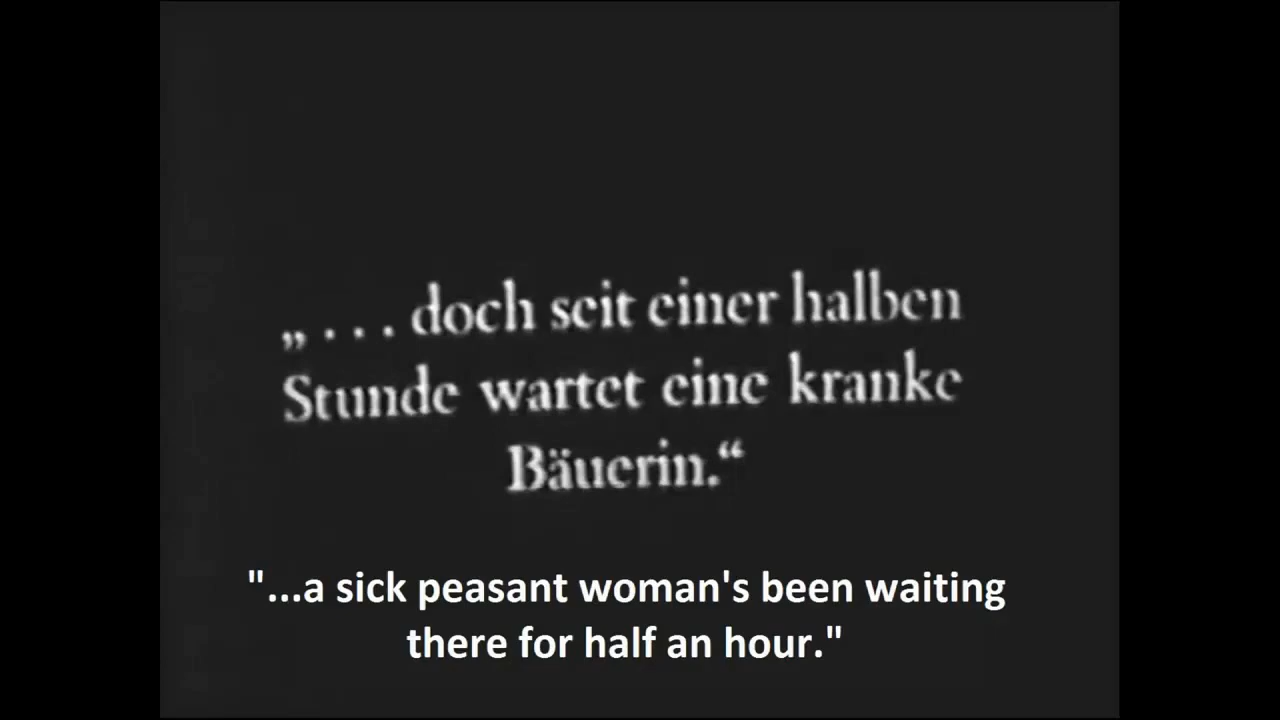 „. . . doch seit einer halben
Stunde wartet eine kranke
Bäuerin.“
"...a sick peasant woman's been waiting
there for half an hour."